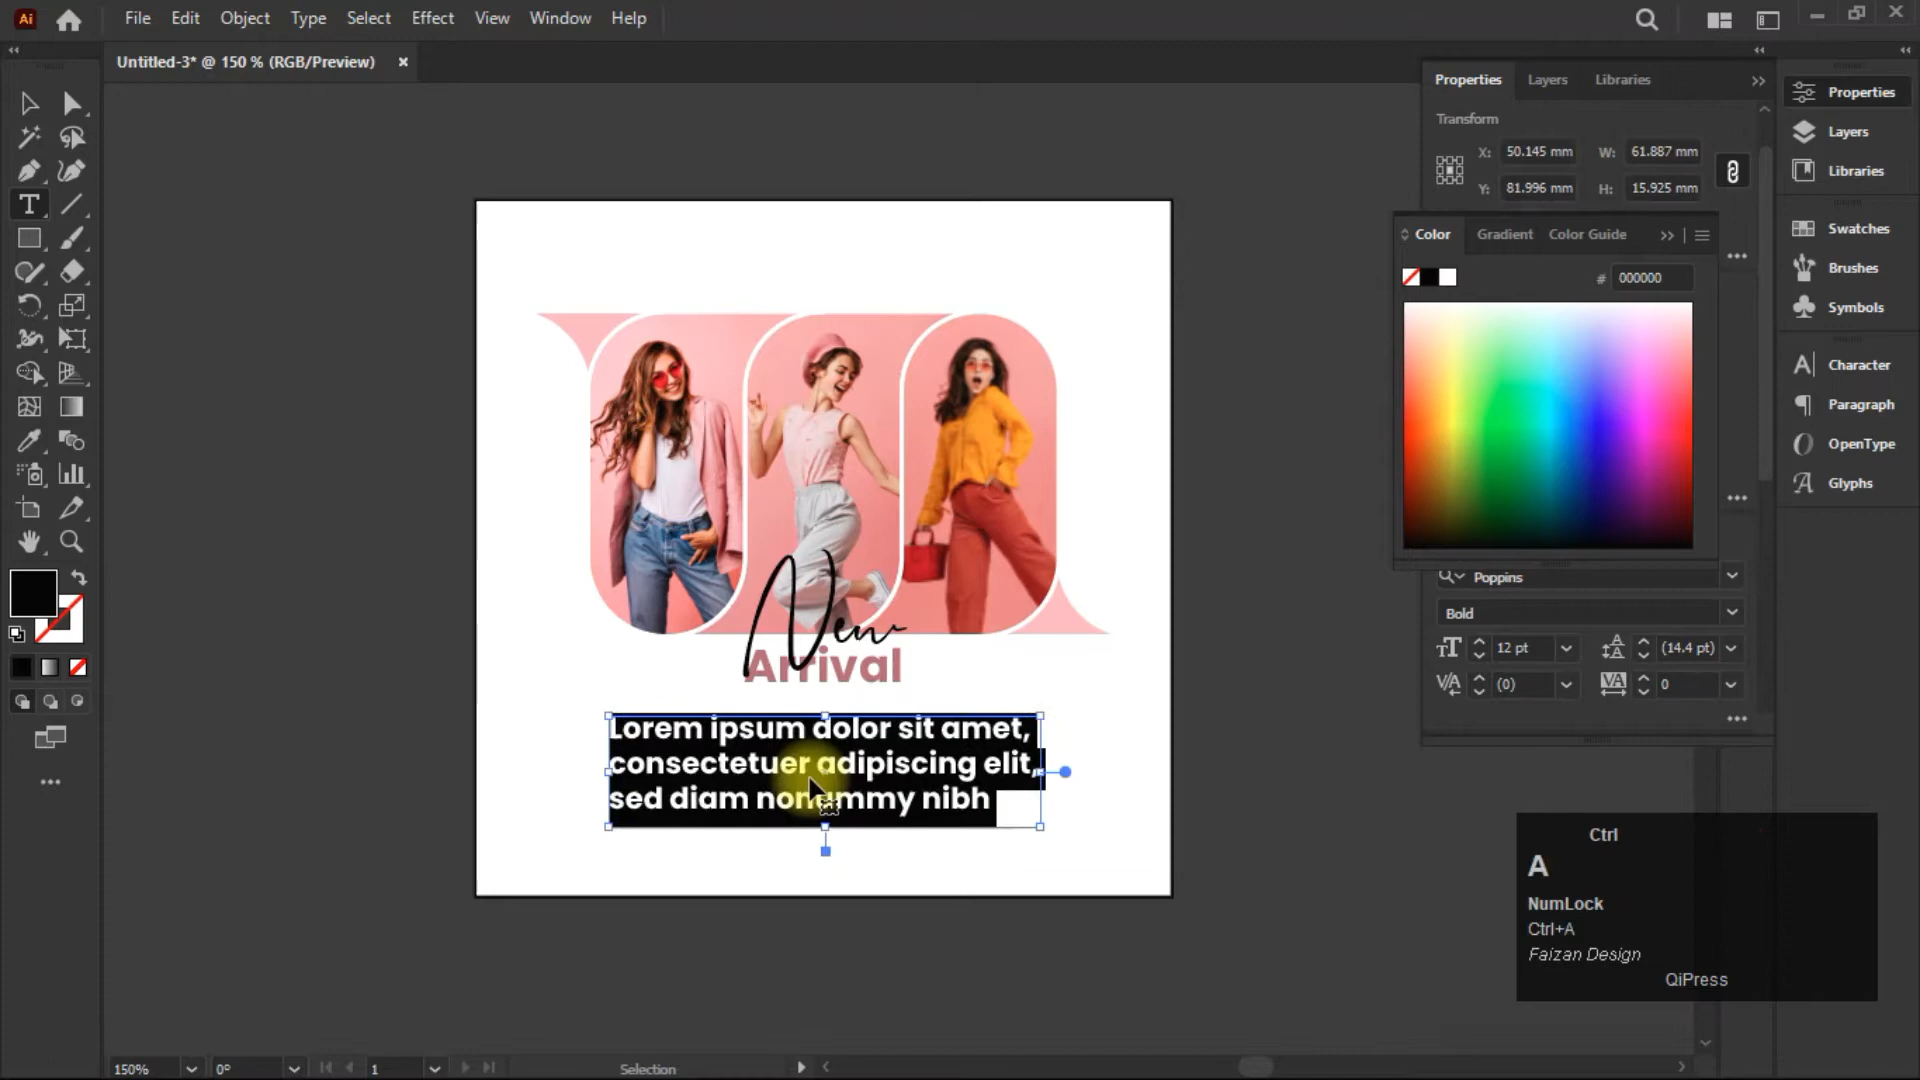 Ai
File Edit Object Type Select Effect View Window Help
Untitled-3* @ 150 % (RGB/Preview) ×
Properties Layers Libraries
Transform
X: 50.145 mm W: 61.887 mm
Y: 81.996 mm H: 15.925 mm
Color Gradient Color Guide
# 000000
Poppins
Bold
12 pt (14.4 pt)
(0) 0
Properties
Layers
Libraries
Swatches
Brushes
Symbols
Character
Paragraph
OpenType
Glyphs
New
Arrival
Lorem ipsum dolor sit amet,
consectetuer adipiscing elit,
sed diam nonummy nibh
Ctrl
A
NumLock
Ctrl+A
Faizan Design
QiPress
150% 0° 1 Selection